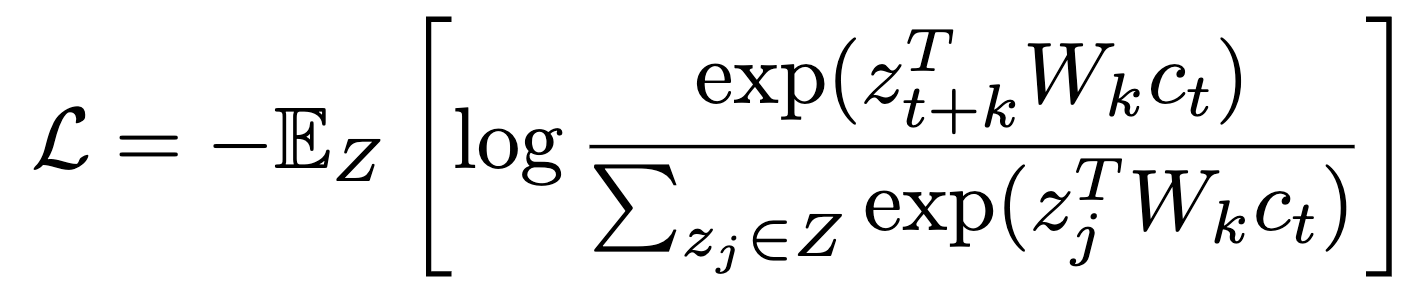 $\mathcal{L} = -\mathbb{E}_Z \left[ \log \frac{\exp(z_{t+k}^T W_k c_t)}{\sum_{z_j \in Z} \exp(z_j^T W_k c_t)} \right]$